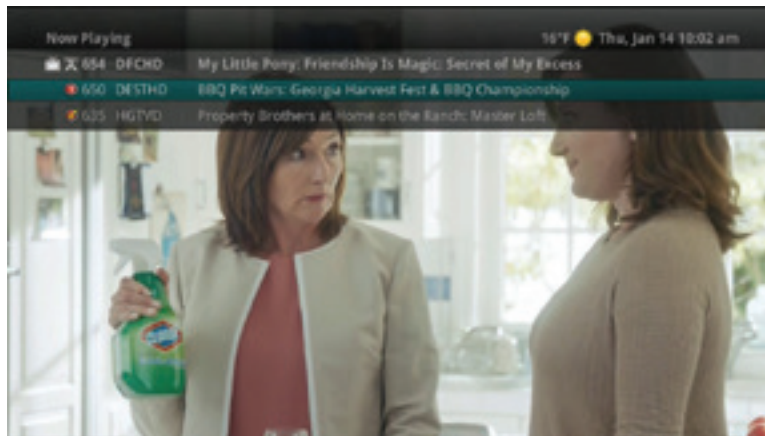 Now Playing 16°F Thu, Jan 14 10:02 am
654 DFCHD My Little Pony: Friendship Is Magic: Secret of My Excess
650 DESTHD BBQ Pit Wars: Georgia Harvest Fest & BBQ Championship
635 HGTVD Property Brothers at Home on the Ranch: Master Loft